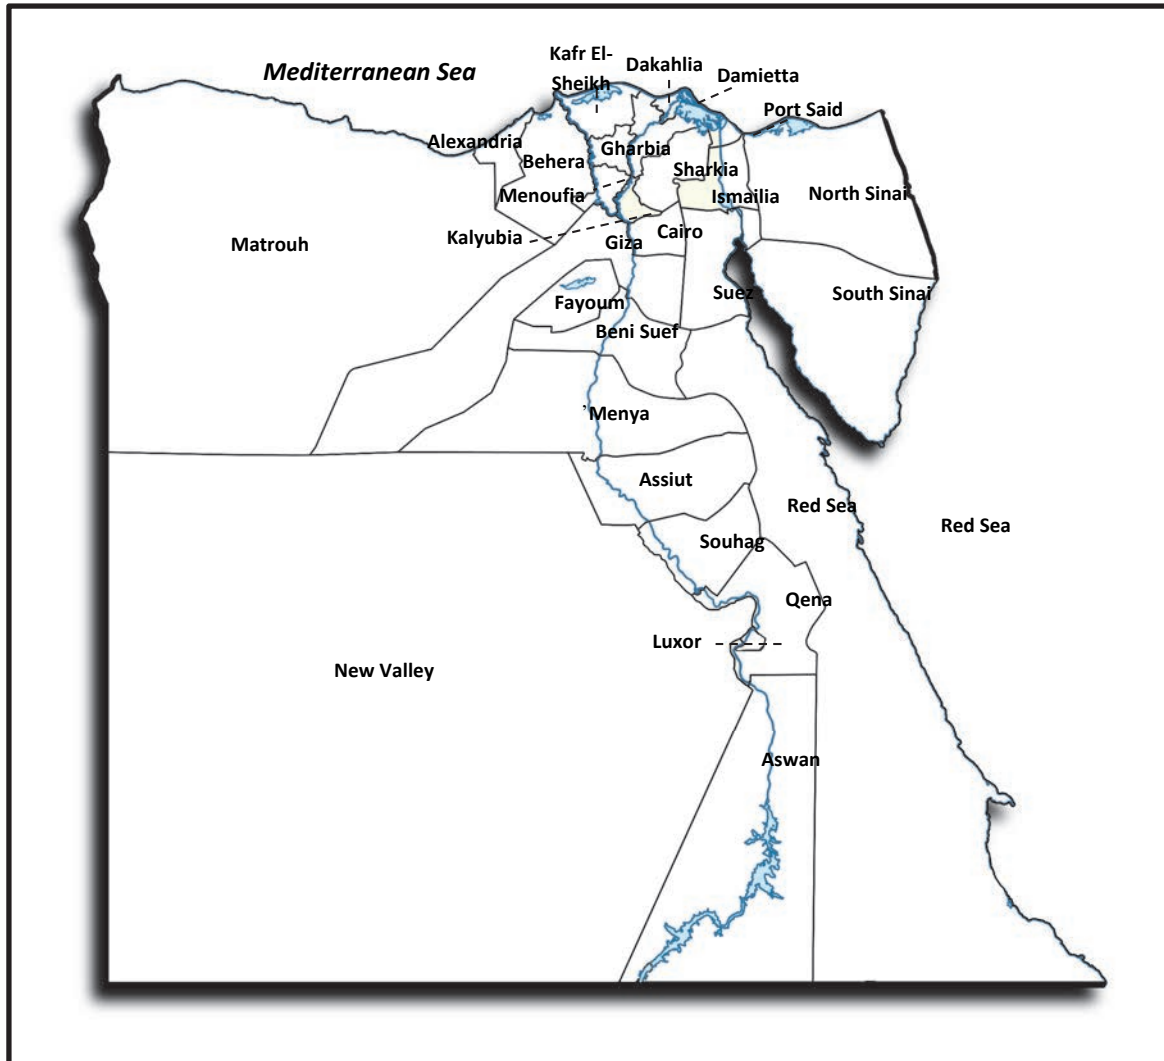 Kafr El-
Sheikh
Dakahlia
Damietta
Mediterranean Sea
Port Said
Alexandria
Behera
Gharbia
Sharkia
Menoufia
Ismailia
North Sinai
Kalyubia
Giza
Cairo
Matrouh
Fayoum
Suez
South Sinai
Beni Suef
’Menya
Assiut
Red Sea
Red Sea
Souhag
Qena
Luxor
New Valley
Aswan